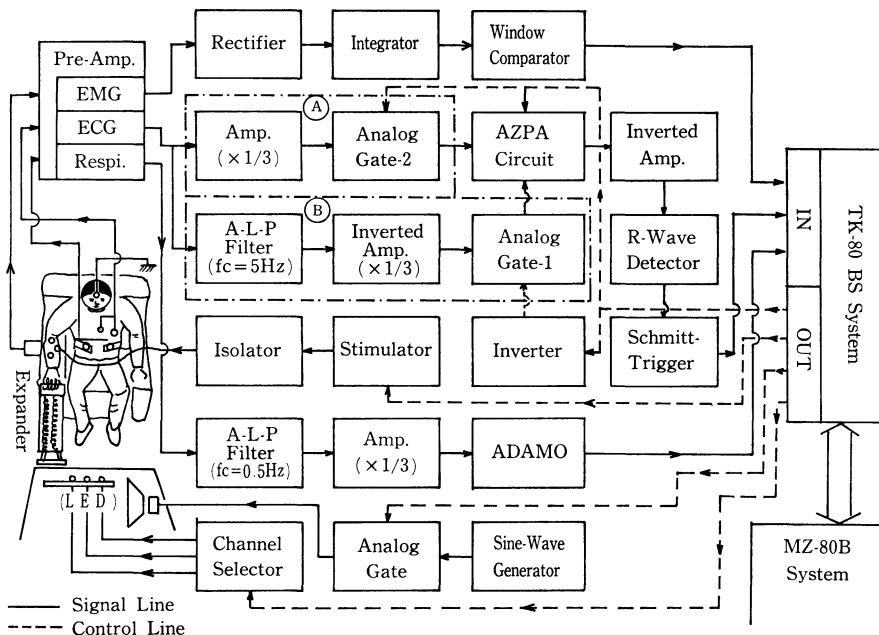 Pre-Amp.
EMG
ECG
Respi.
Rectifier
Integrator
Window
Comparator
A
Amp.
(×1/3)
Analog
Gate-2
AZPA
Circuit
Inverted
Amp.
B
A-L-P
Filter
(fc=5Hz)
Inverted
Amp.
(×1/3)
Analog
Gate-1
R-Wave
Detector
Isolator
Stimulator
Inverter
Schmitt-
Trigger
IN
OUT
TK-80 BS System
Expander
A-L-P
Filter
(fc=0.5Hz)
Amp.
(×1/3)
ADAMO
(L E D)
Channel
Selector
Analog
Gate
Sine-Wave
Generator
MZ-80B
System
Signal Line
Control Line